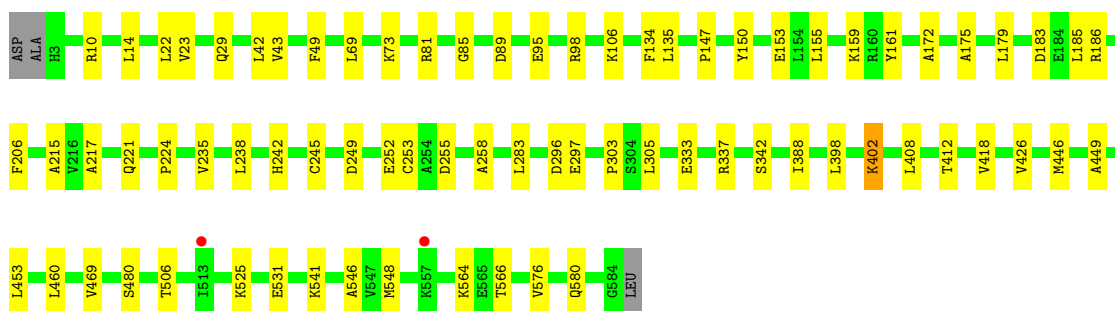 ASP ALA H3 R10 L14 L22 V23 Q29 L42 V43 F49 L69 K73 R81 G85 D89 E95 R98 K106 F134 L135 P147 Y150 E153 L154 L155 K159 R160 Y161 A172 A175 L179 D183 E184 L185 R186
F206 A215 V216 A217 Q221 P224 V235 L238 H242 C245 D249 E252 C253 A254 D255 A258 L283 D296 E297 P303 S304 L305 E333 R337 S342 I388 L398 K402 L408 T412 V418 V426 M446 A449
L453 L460 V469 S480 T506 I513 K525 E531 K541 A546 V547 M548 K557 K564 E565 T566 V576 Q580 G584 LEU